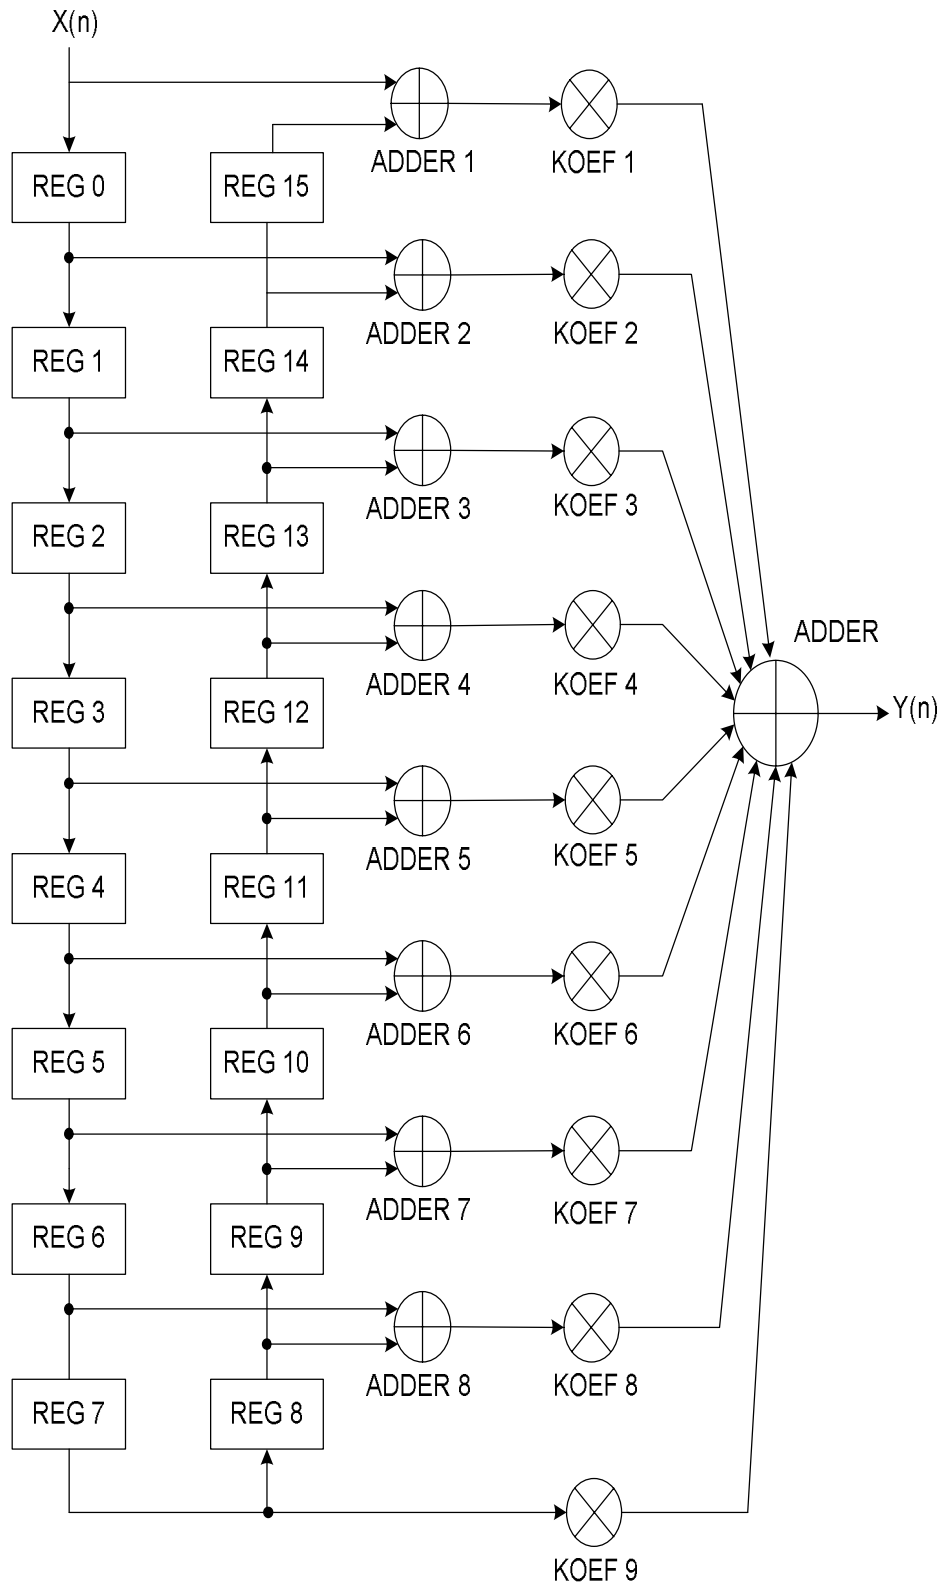 X(n)
REG 0
REG 15
ADDER 1
KOEF 1
REG 1
REG 14
ADDER 2
KOEF 2
REG 2
REG 13
ADDER 3
KOEF 3
REG 3
REG 12
ADDER 4
KOEF 4
ADDER
Y(n)
REG 4
REG 11
ADDER 5
KOEF 5
REG 5
REG 10
ADDER 6
KOEF 6
REG 6
REG 9
ADDER 7
KOEF 7
REG 7
REG 8
ADDER 8
KOEF 8
KOEF 9